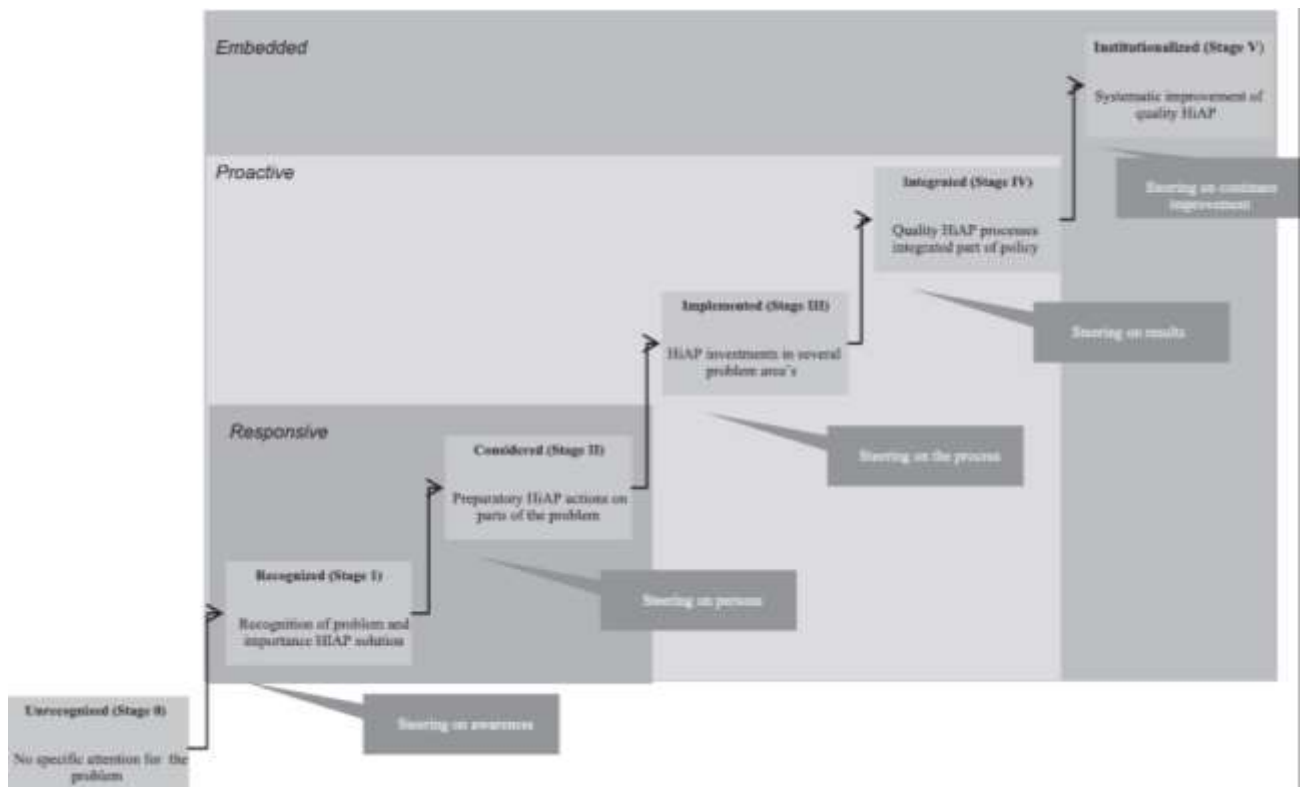 Embedded
Institutionalized (Stage V)
Systematic improvement of
quality HiAP
Steering on continues
improvement
Proactive
Integrated (Stage IV)
Quality HiAP processes
integrated part of policy
Steering on results
Implemented (Stage III)
HiAP investments in several
problem area's
Steering on the process
Responsive
Considered (Stage II)
Preparatory HiAP actions on
parts of the problem
Steering on persons
Recognized (Stage I)
Recognition of problem and
importance HIAP solution
Steering on awareness
Unrecognized (Stage 0)
No specific attention for the
problem